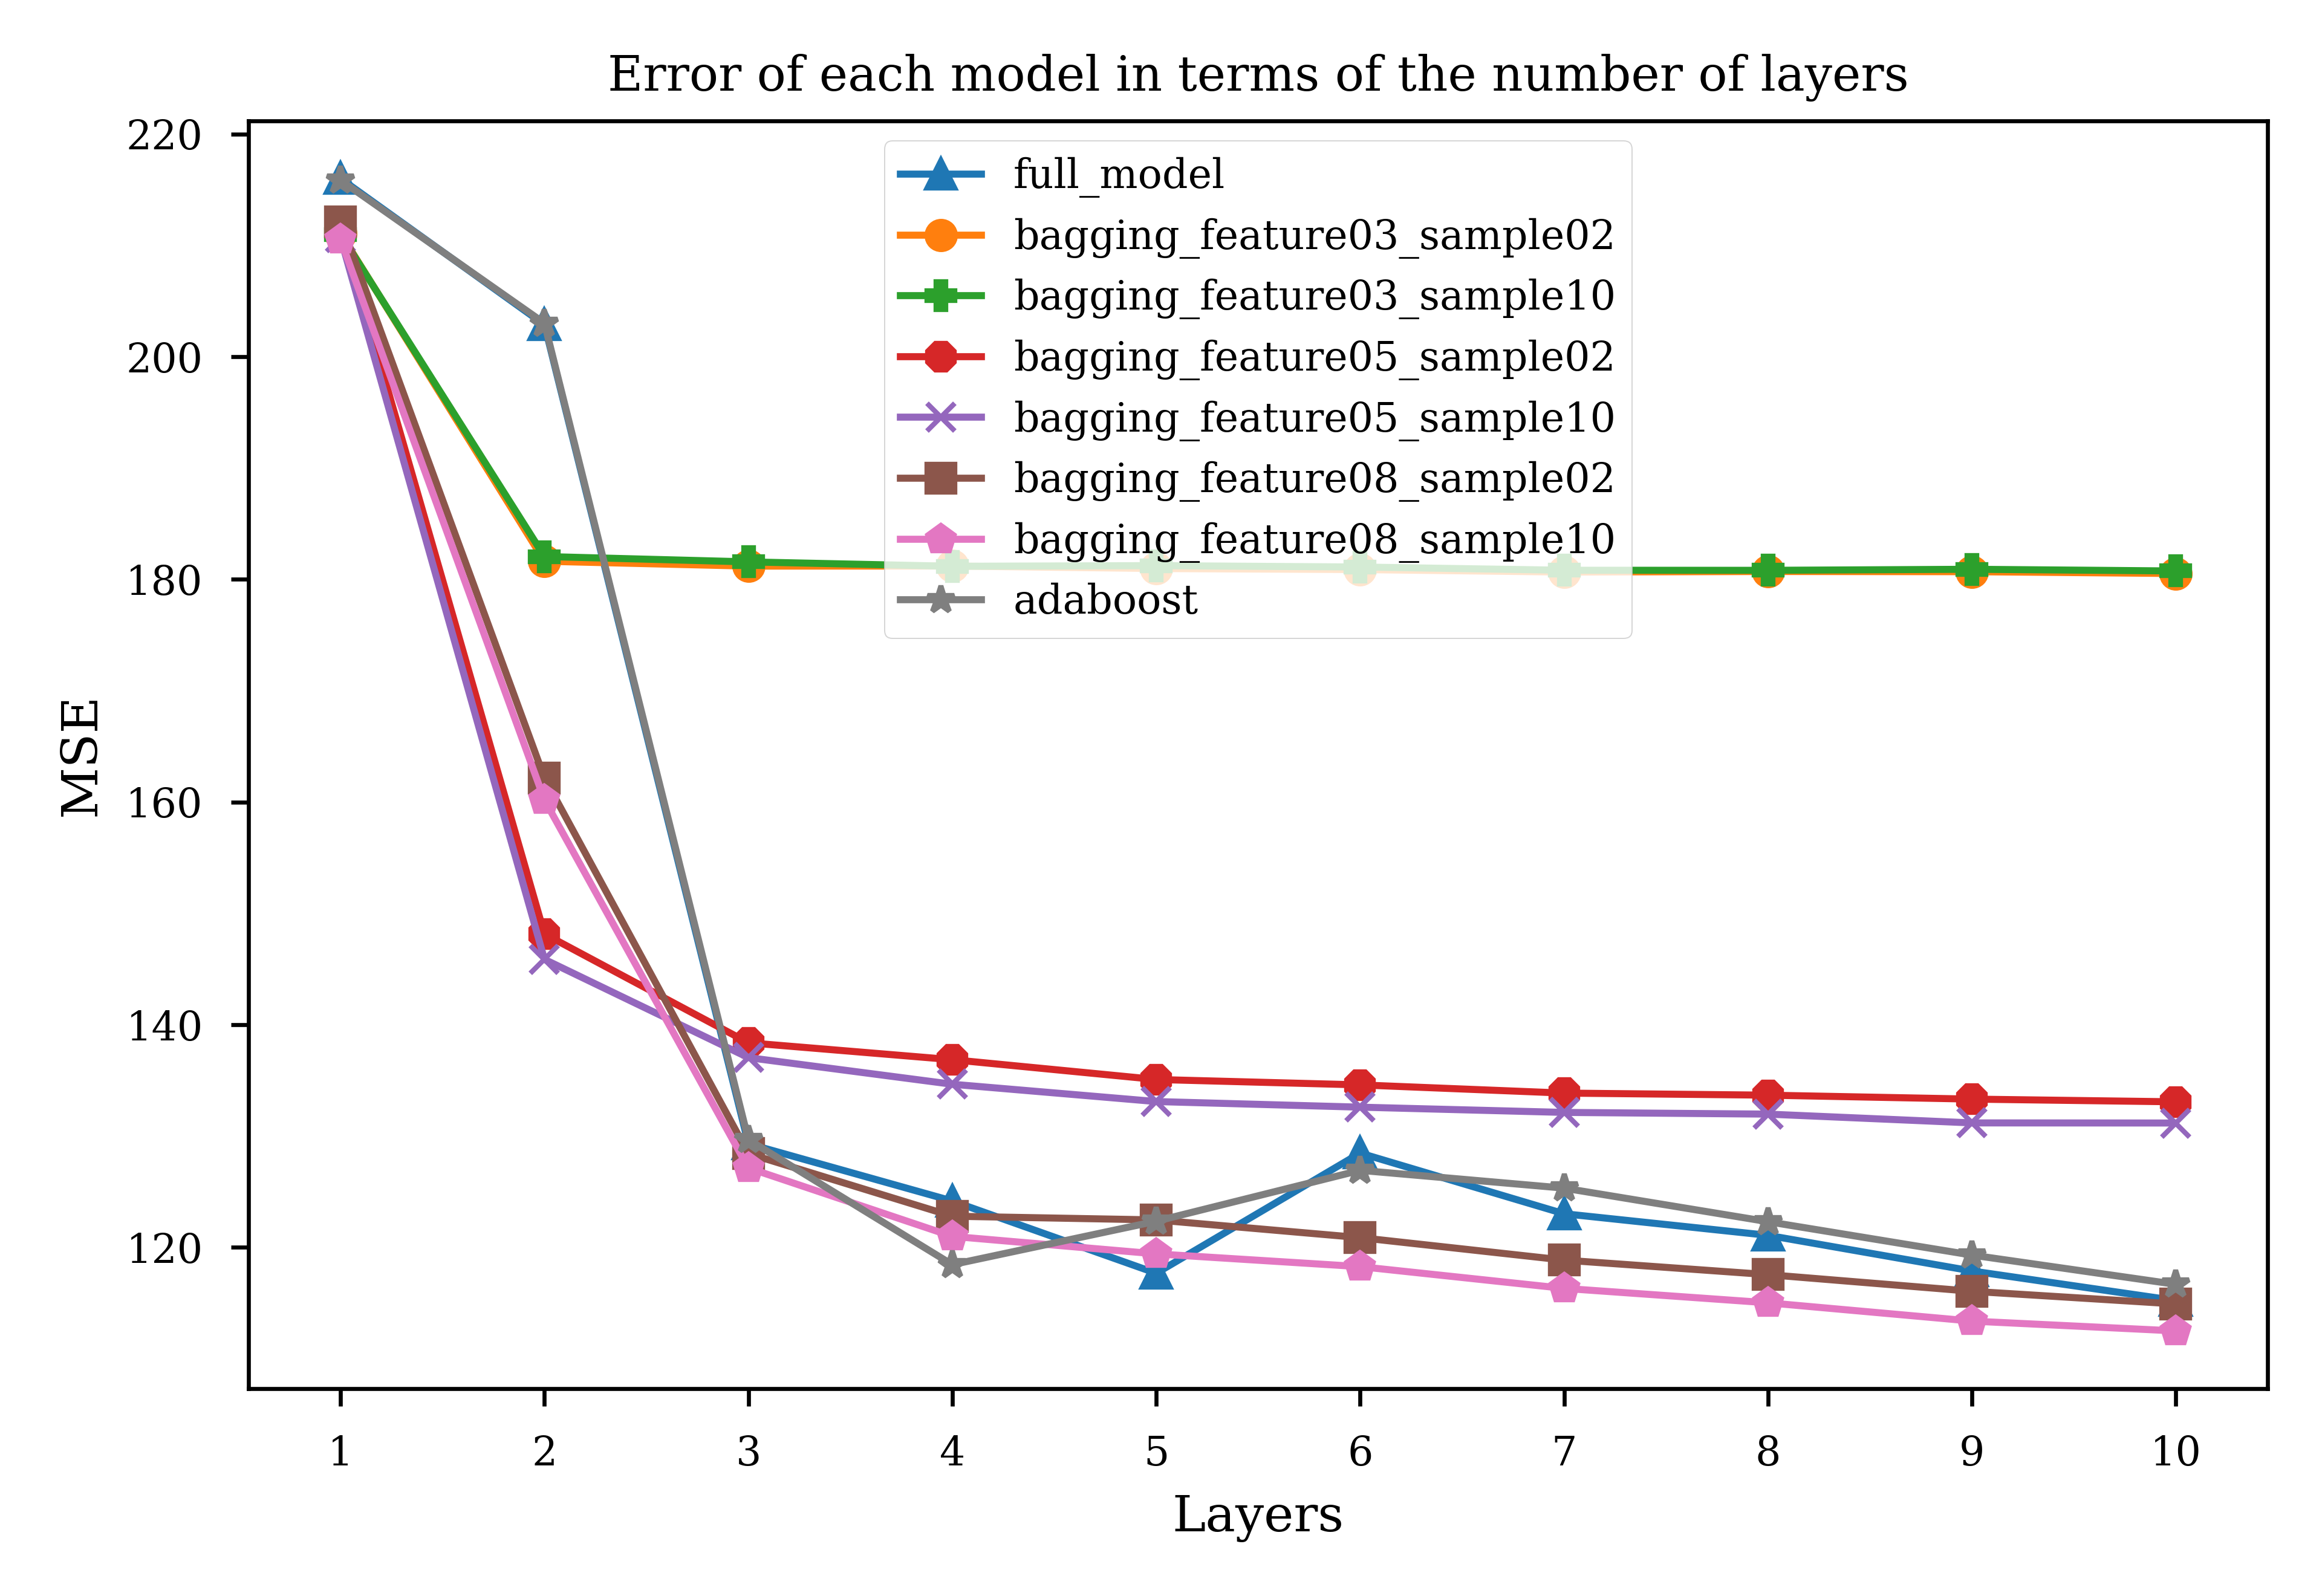 Error of each model in terms of the number of layers
220
200
180
160
140
120
MSE
full_model
bagging_feature03_sample02
bagging_feature03_sample10
bagging_feature05_sample02
bagging_feature05_sample10
bagging_feature08_sample02
bagging_feature08_sample10
adaboost
1 2 3 4 5 6 7 8 9 10
Layers